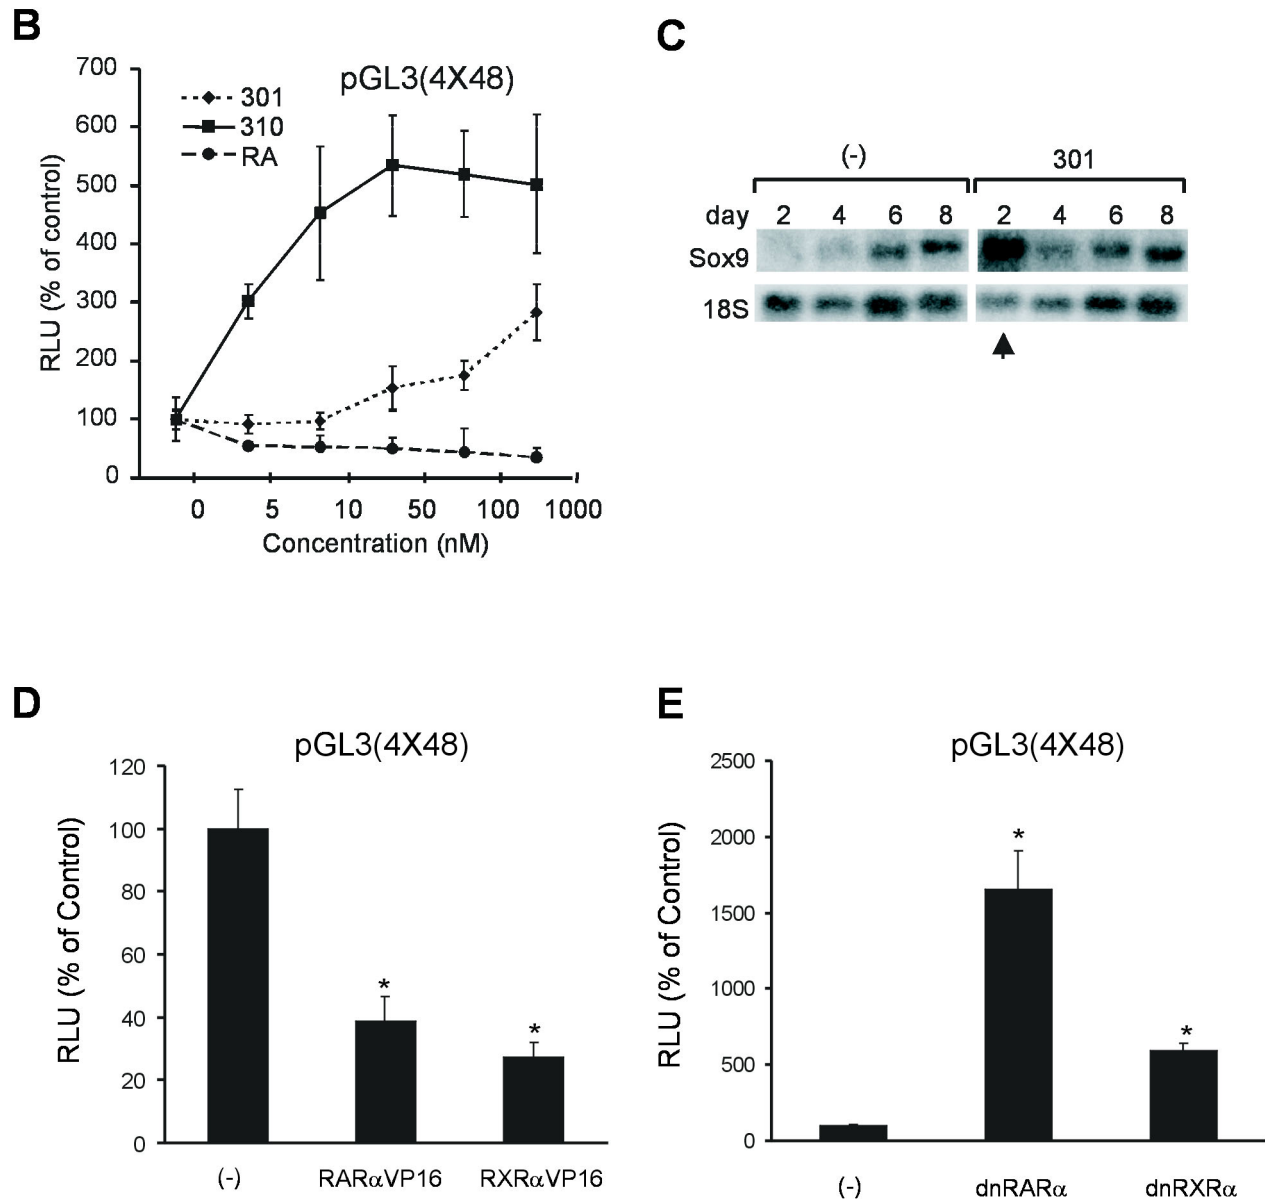 B
pGL3(4X48)
301
310
RA
700
600
500
400
300
200
100
0
RLU (% of control)
0 5 10 50 100 1000
Concentration (nM)
C
(-) 301
day 2 4 6 8 2 4 6 8
Sox9
18S
D
pGL3(4X48)
120
100
80
60
40
20
0
RLU (% of Control)
*
*
(-) RARαVP16 RXRαVP16
E
pGL3(4X48)
2500
2000
1500
1000
500
0
RLU (% of Control)
*
*
(-) dnRARα dnRXRα